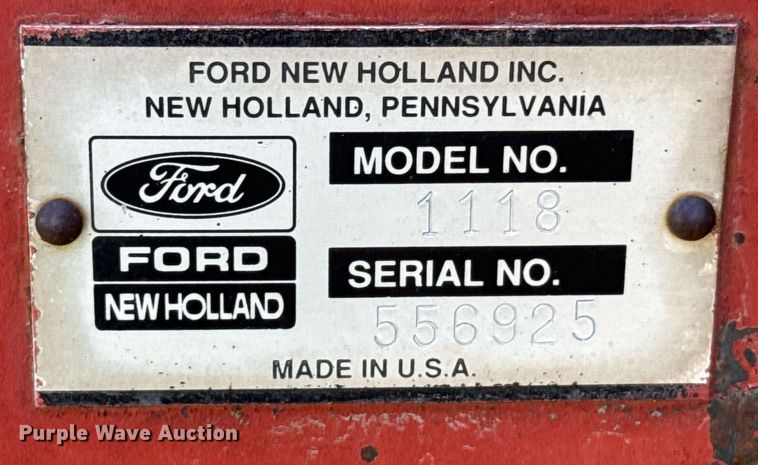 FORD NEW HOLLAND INC.
NEW HOLLAND, PENNSYLVANIA
Ford
FORD
NEW HOLLAND
MODEL NO.
1118
SERIAL NO.
556925
MADE IN U.S.A.
Purple Wave Auction